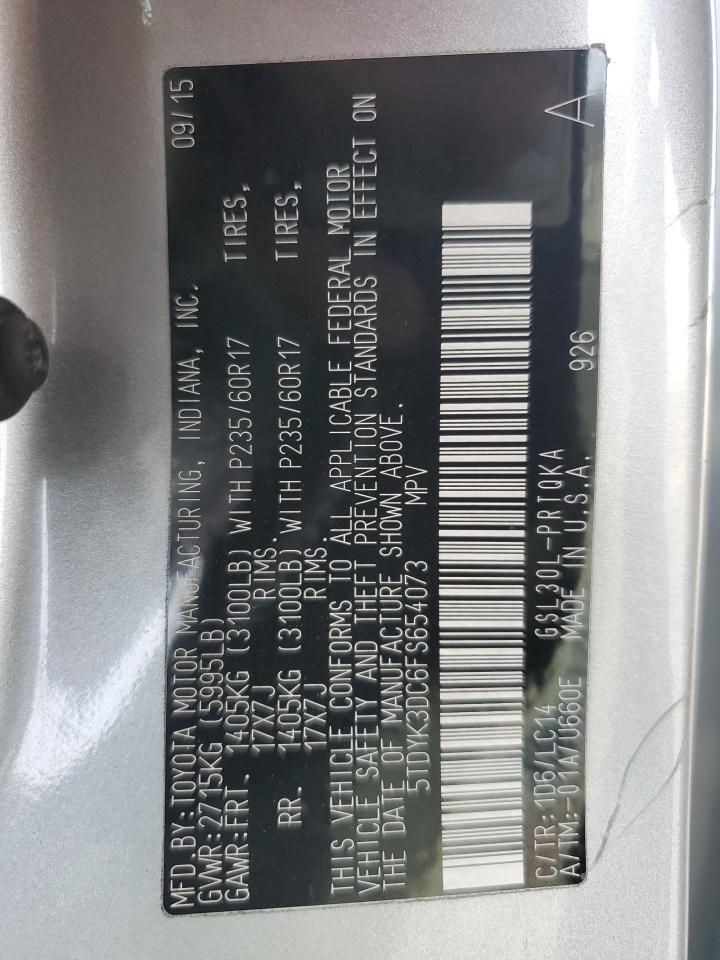 MFD.BY:TOYOTA MOTOR MANUFACTURING, INDIANA, INC. 09/15
GVWR:2715KG (5995LB)
GAWR:FRT. 1405KG (3100LB) WITH P235/60R17 TIRES,
17X7J RIMS.
RR. 1405KG (3100LB) WITH P235/60R17 TIRES,
17X7J RIMS.
THIS VEHICLE CONFORMS TO ALL APPLICABLE FEDERAL MOTOR
VEHICLE SAFETY AND THEFT PREVENTION STANDARDS IN EFFECT ON
THE DATE OF MANUFACTURE SHOWN ABOVE.
5TDYK3DC6FS654073 MPV
C/TR:1D6/LC14 GSL30L-PRTQKA
A/TM:-01A/U660E MADE IN U.S.A. 926 A